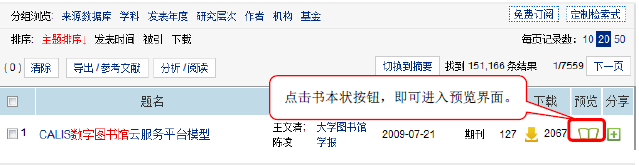 分组浏览： 来源数据库 学科 发表年度 研究层次 作者 机构 基金 免费订阅 定制检索式
排序： 主题排序↓ 发表时间 被引 下载 每页记录数： 10 20 50
(0) 清除 导出/参考文献 分析/阅读 切换到摘要 找到 151,166 条结果 1/7559 下一页
点击书本状按钮，即可进入预览界面。
题名 下载 预览 分享
1 CALIS数字图书馆云服务平台模型 王文清; 陈凌 大学图书馆学报 2009-07-21 期刊 127 2067